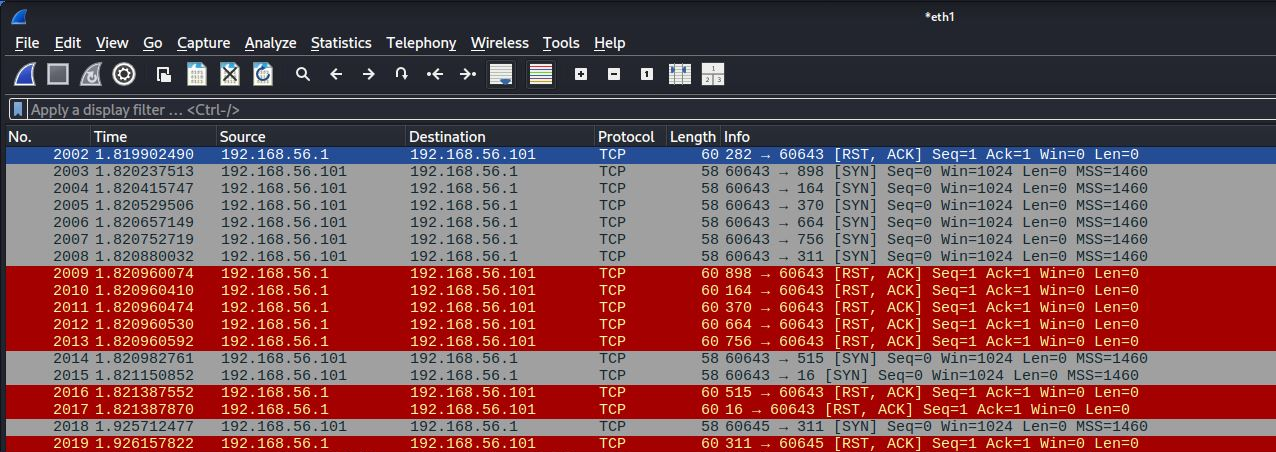 *eth1
File Edit View Go Capture Analyze Statistics Telephony Wireless Tools Help
Apply a display filter … <Ctrl-/>
No. Time Source Destination Protocol Length Info
2002 1.819902490 192.168.56.1 192.168.56.101 TCP 60 282 → 60643 [RST, ACK] Seq=1 Ack=1 Win=0 Len=0
2003 1.820237513 192.168.56.101 192.168.56.1 TCP 58 60643 → 898 [SYN] Seq=0 Win=1024 Len=0 MSS=1460
2004 1.820415747 192.168.56.101 192.168.56.1 TCP 58 60643 → 164 [SYN] Seq=0 Win=1024 Len=0 MSS=1460
2005 1.820529506 192.168.56.101 192.168.56.1 TCP 58 60643 → 370 [SYN] Seq=0 Win=1024 Len=0 MSS=1460
2006 1.820657149 192.168.56.101 192.168.56.1 TCP 58 60643 → 664 [SYN] Seq=0 Win=1024 Len=0 MSS=1460
2007 1.820752719 192.168.56.101 192.168.56.1 TCP 58 60643 → 756 [SYN] Seq=0 Win=1024 Len=0 MSS=1460
2008 1.820880032 192.168.56.101 192.168.56.1 TCP 58 60643 → 311 [SYN] Seq=0 Win=1024 Len=0 MSS=1460
2009 1.820960074 192.168.56.1 192.168.56.101 TCP 60 898 → 60643 [RST, ACK] Seq=1 Ack=1 Win=0 Len=0
2010 1.820960410 192.168.56.1 192.168.56.101 TCP 60 164 → 60643 [RST, ACK] Seq=1 Ack=1 Win=0 Len=0
2011 1.820960474 192.168.56.1 192.168.56.101 TCP 60 370 → 60643 [RST, ACK] Seq=1 Ack=1 Win=0 Len=0
2012 1.820960530 192.168.56.1 192.168.56.101 TCP 60 664 → 60643 [RST, ACK] Seq=1 Ack=1 Win=0 Len=0
2013 1.820960592 192.168.56.1 192.168.56.101 TCP 60 756 → 60643 [RST, ACK] Seq=1 Ack=1 Win=0 Len=0
2014 1.820982761 192.168.56.101 192.168.56.1 TCP 58 60643 → 515 [SYN] Seq=0 Win=1024 Len=0 MSS=1460
2015 1.821150852 192.168.56.101 192.168.56.1 TCP 58 60643 → 16 [SYN] Seq=0 Win=1024 Len=0 MSS=1460
2016 1.821387552 192.168.56.1 192.168.56.101 TCP 60 515 → 60643 [RST, ACK] Seq=1 Ack=1 Win=0 Len=0
2017 1.821387870 192.168.56.1 192.168.56.101 TCP 60 16 → 60643 [RST, ACK] Seq=1 Ack=1 Win=0 Len=0
2018 1.925712477 192.168.56.101 192.168.56.1 TCP 58 60645 → 311 [SYN] Seq=0 Win=1024 Len=0 MSS=1460
2019 1.926157822 192.168.56.1 192.168.56.101 TCP 60 311 → 60645 [RST, ACK] Seq=1 Ack=1 Win=0 Len=0